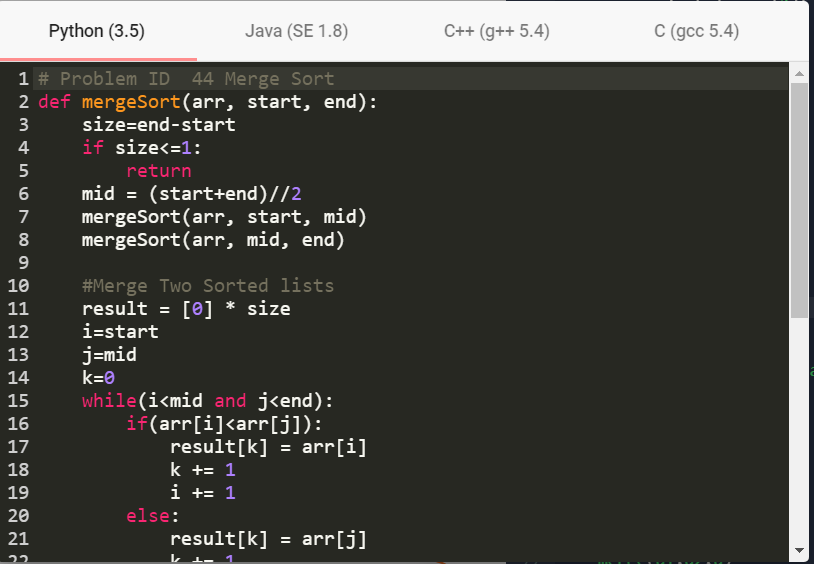 Python (3.5) Java (SE 1.8) C++ (g++ 5.4) C (gcc 5.4)
1 # Problem ID  44 Merge Sort
2 def mergeSort(arr, start, end):
3     size=end-start
4     if size<=1:
5         return
6     mid = (start+end)//2
7     mergeSort(arr, start, mid)
8     mergeSort(arr, mid, end)
9
10     #Merge Two Sorted lists
11     result = [0] * size
12     i=start
13     j=mid
14     k=0
15     while(i<mid and j<end):
16         if(arr[i]<arr[j]):
17             result[k] = arr[i]
18             k += 1
19             i += 1
20         else:
21             result[k] = arr[j]
22             k += 1